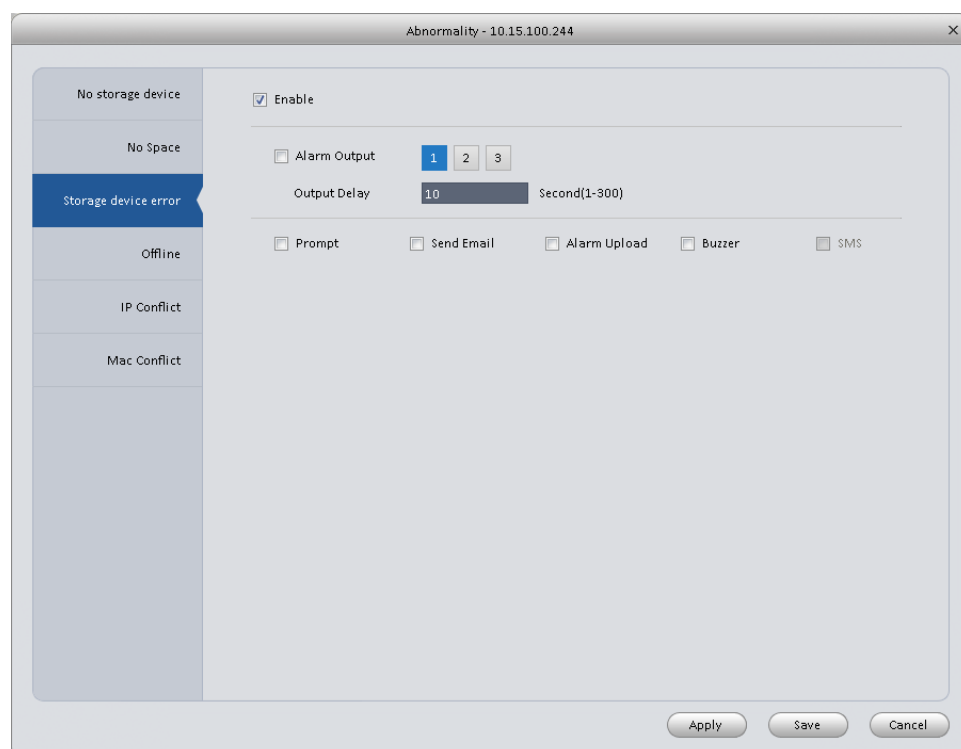 Abnormality - 10.15.100.244
No storage device
No Space
Storage device error
Offline
IP Conflict
Mac Conflict
Enable
Alarm Output 1 2 3
Output Delay 10 Second(1-300)
Prompt Send Email Alarm Upload Buzzer SMS
Apply Save Cancel